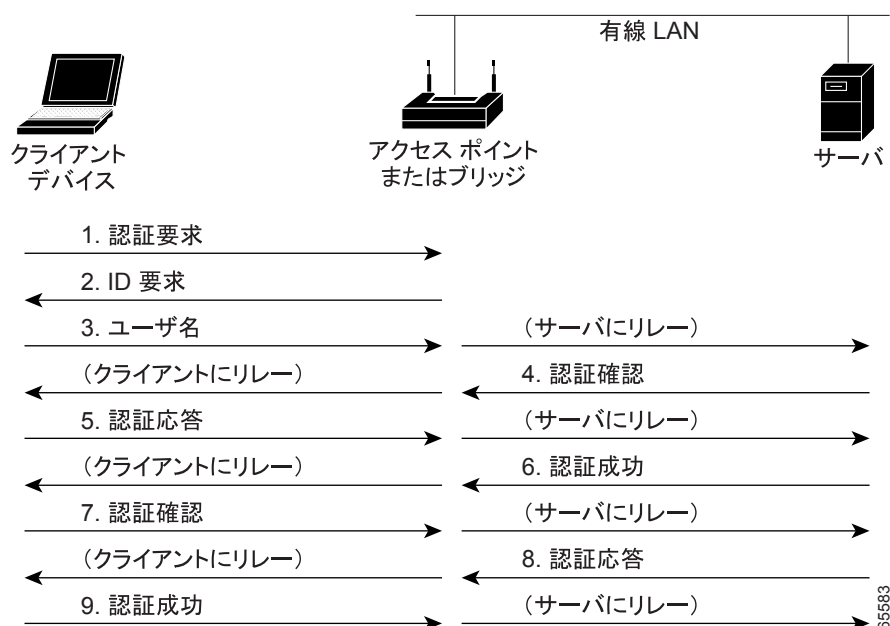 有線 LAN
クライアント
デバイス
アクセス ポイント
またはブリッジ
サーバ
1. 認証要求
2. ID 要求
3. ユーザ名
(サーバにリレー)
(クライアントにリレー)
4. 認証確認
5. 認証応答
(サーバにリレー)
(クライアントにリレー)
6. 認証成功
7. 認証確認
(サーバにリレー)
(クライアントにリレー)
8. 認証応答
9. 認証成功
(サーバにリレー)
65583